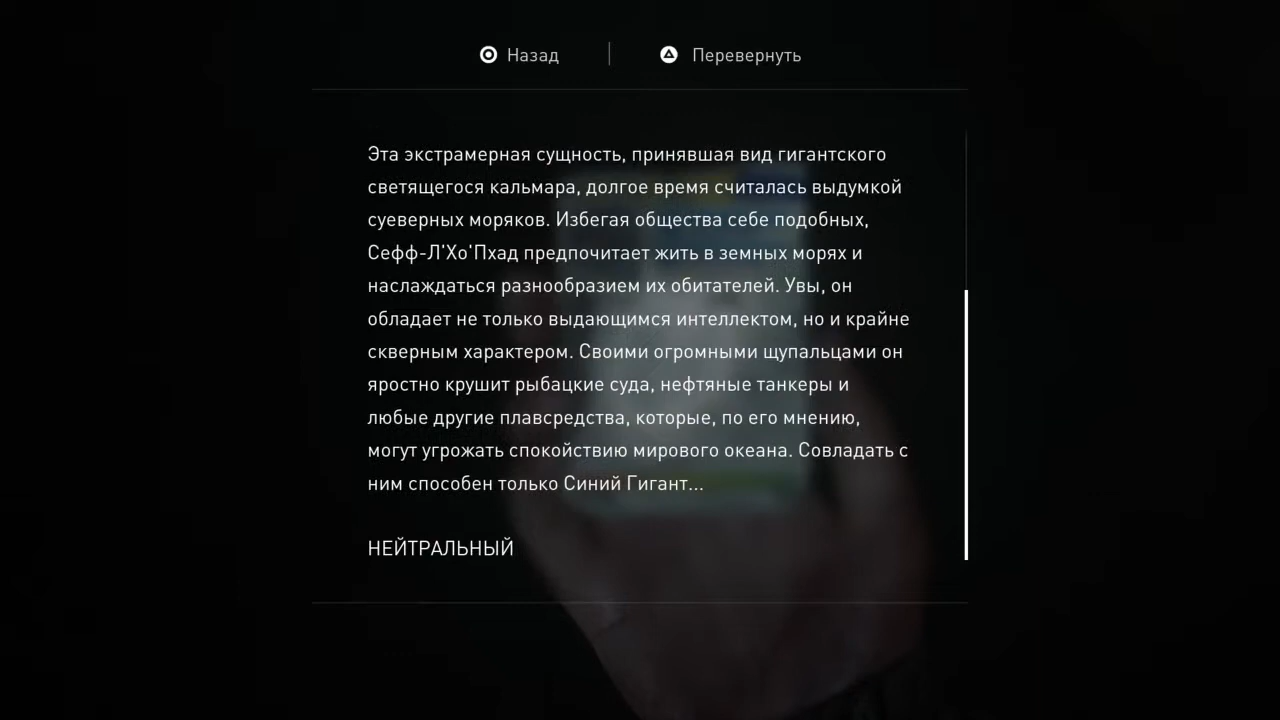 Назад
Перевернуть
Эта экстрамерная сущность, принявшая вид гигантского
светящегося кальмара, долгое время считалась выдумкой
суеверных моряков. Избегая общества себе подобных,
Сефф-Л'Хо'Пхад предпочитает жить в земных морях и
наслаждаться разнообразием их обитателей. Увы, он
обладает не только выдающимся интеллектом, но и крайне
скверным характером. Своими огромными щупальцами он
яростно крушит рыбацкие суда, нефтяные танкеры и
любые другие плавсредства, которые, по его мнению,
могут угрожать спокойствию мирового океана. Совладать с
ним способен только Синий Гигант...
НЕЙТРАЛЬНЫЙ